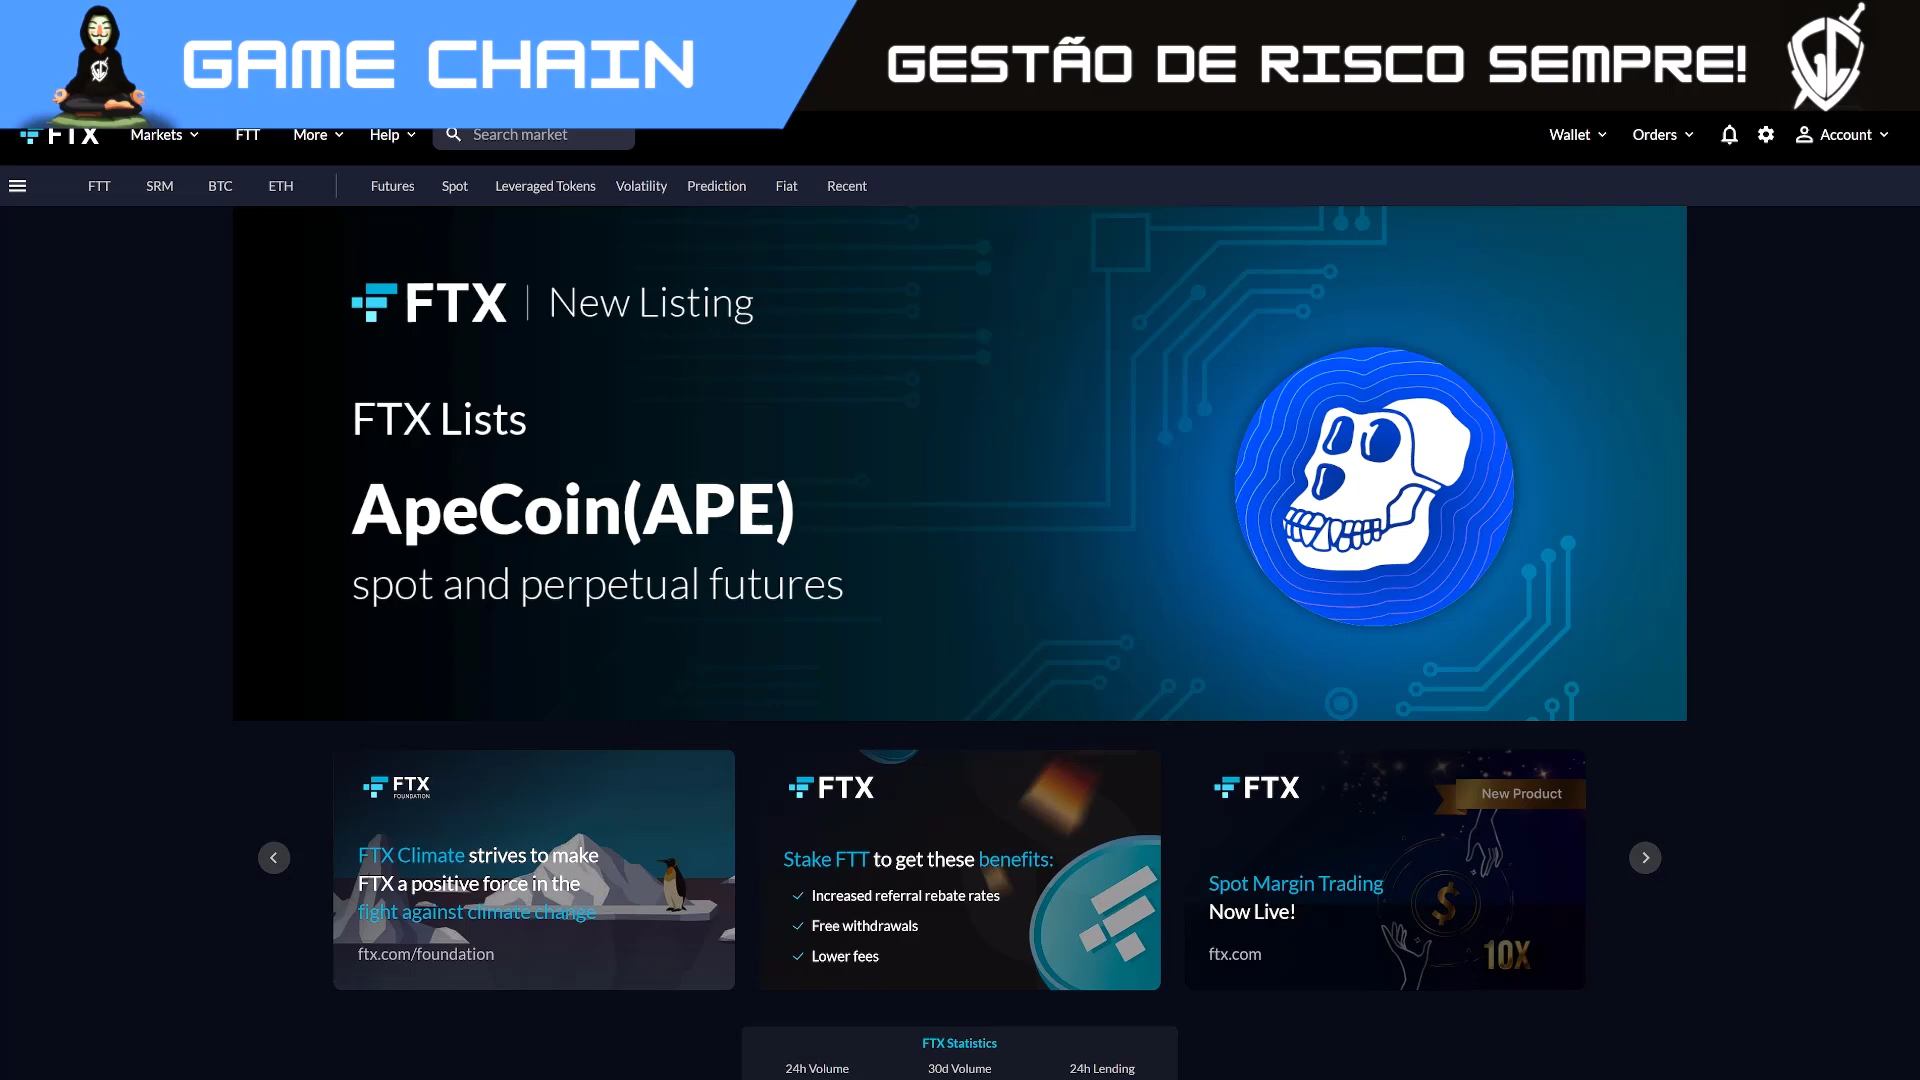 GAME CHAIN
GESTÃO DE RISCO SEMPRE!
FTX Markets FTT More Help Search market Wallet Orders Account
FTT SRM BTC ETH Futures Spot Leveraged Tokens Volatility Prediction Fiat Recent
FTX | New Listing
FTX Lists
ApeCoin(APE)
spot and perpetual futures
FTX
FOUNDATION
FTX Climate strives to make
FTX a positive force in the
fight against climate change
ftx.com/foundation
FTX
Stake FTT to get these benefits:
Increased referral rebate rates
Free withdrawals
Lower fees
FTX
New Product
Spot Margin Trading
Now Live!
ftx.com
10X
FTX Statistics
24h Volume 30d Volume 24h Lending